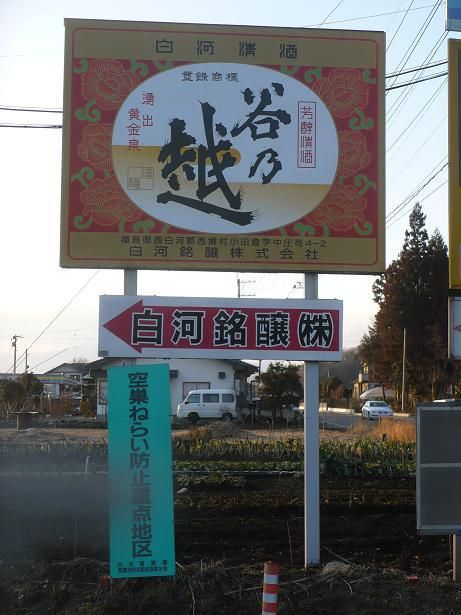 白河清酒
登録商標
芳醇清酒
谷乃
越
湧出
黄金泉
謹醸
福島県西白河郡西郷村小田倉字中庄司4-2
白河銘醸株式会社
白河銘醸㈱
空巣ねらい防止重点地区